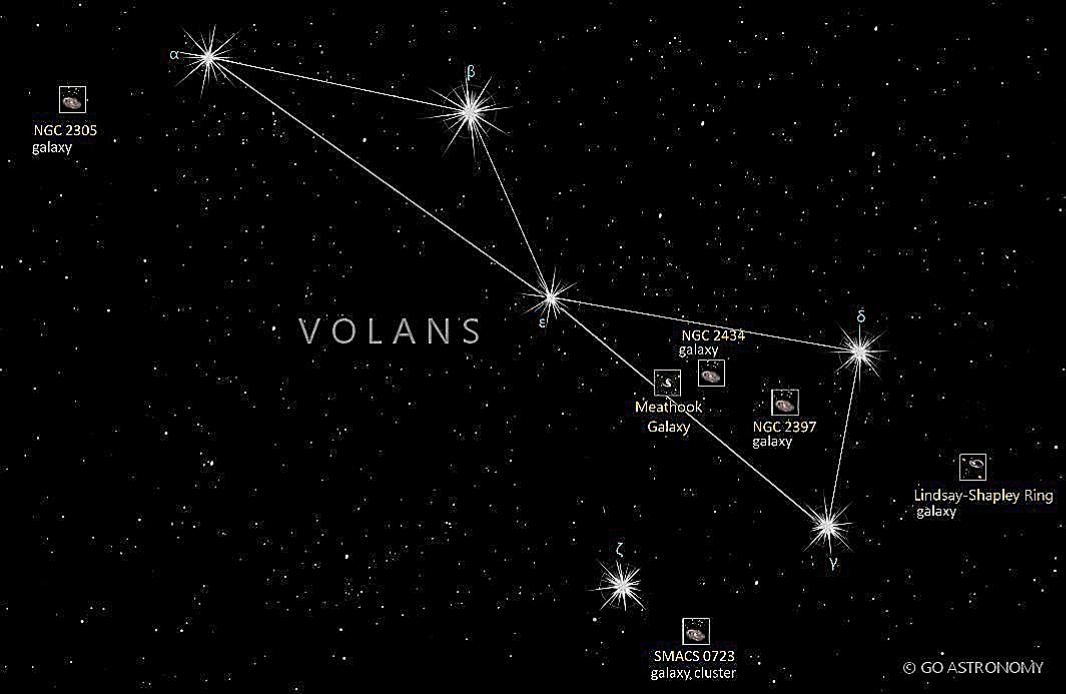 α
β
NGC 2305
galaxy
VOLANS
ε
δ
NGC 2434
galaxy
Meathook
Galaxy
NGC 2397
galaxy
Lindsay-Shapley Ring
galaxy
γ
ζ
SMACS 0723
galaxy cluster
© GO ASTRONOMY